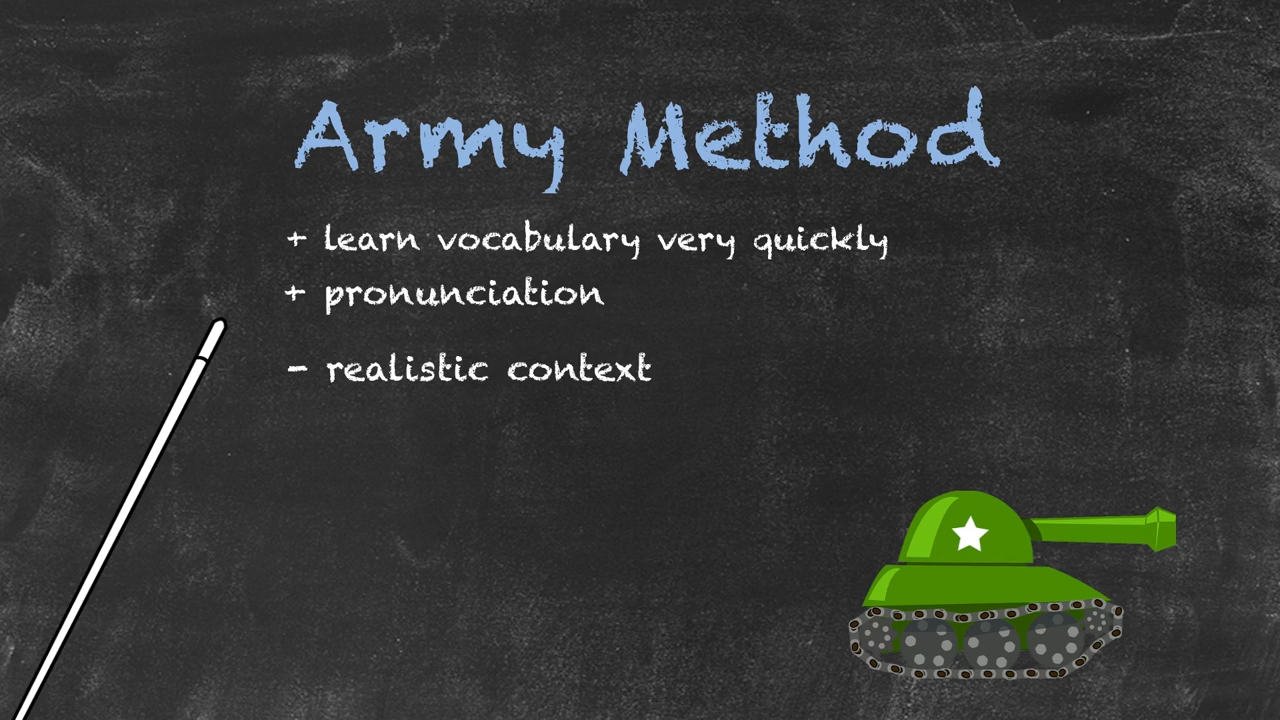 Army Method
+ learn vocabulary very quickly
+ pronunciation
- realistic context